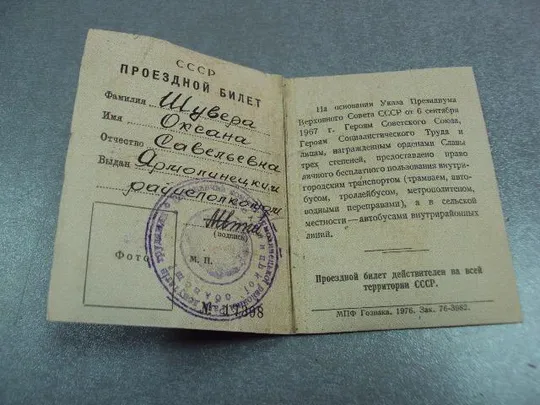 СССР
ПРОЕЗДНОЙ БИЛЕТ
Фамилия Шувера
Имя Оксана
Отчество Савельевна
Выдан Ярмолинецким
райисполкомом
(подпись)
Фото
М. П.
№ 17398
На основании Указа Президиума
Верховного Совета СССР от 6 сентября
1967 г. Героям Советского Союза,
Героям Социалистического Труда и
лицам, награжденным орденами Славы
трех степеней, предоставлено право
личного бесплатного пользования внутри-
городским транспортом (трамваем, авто-
бусом, троллейбусом, метрополитеном,
водными переправами), а в сельской
местности—автобусами внутрирайонных
линий.
Проездной билет действителен на всей
территории СССР.
МПФ Гознака. 1976. Зак. 76-3962.